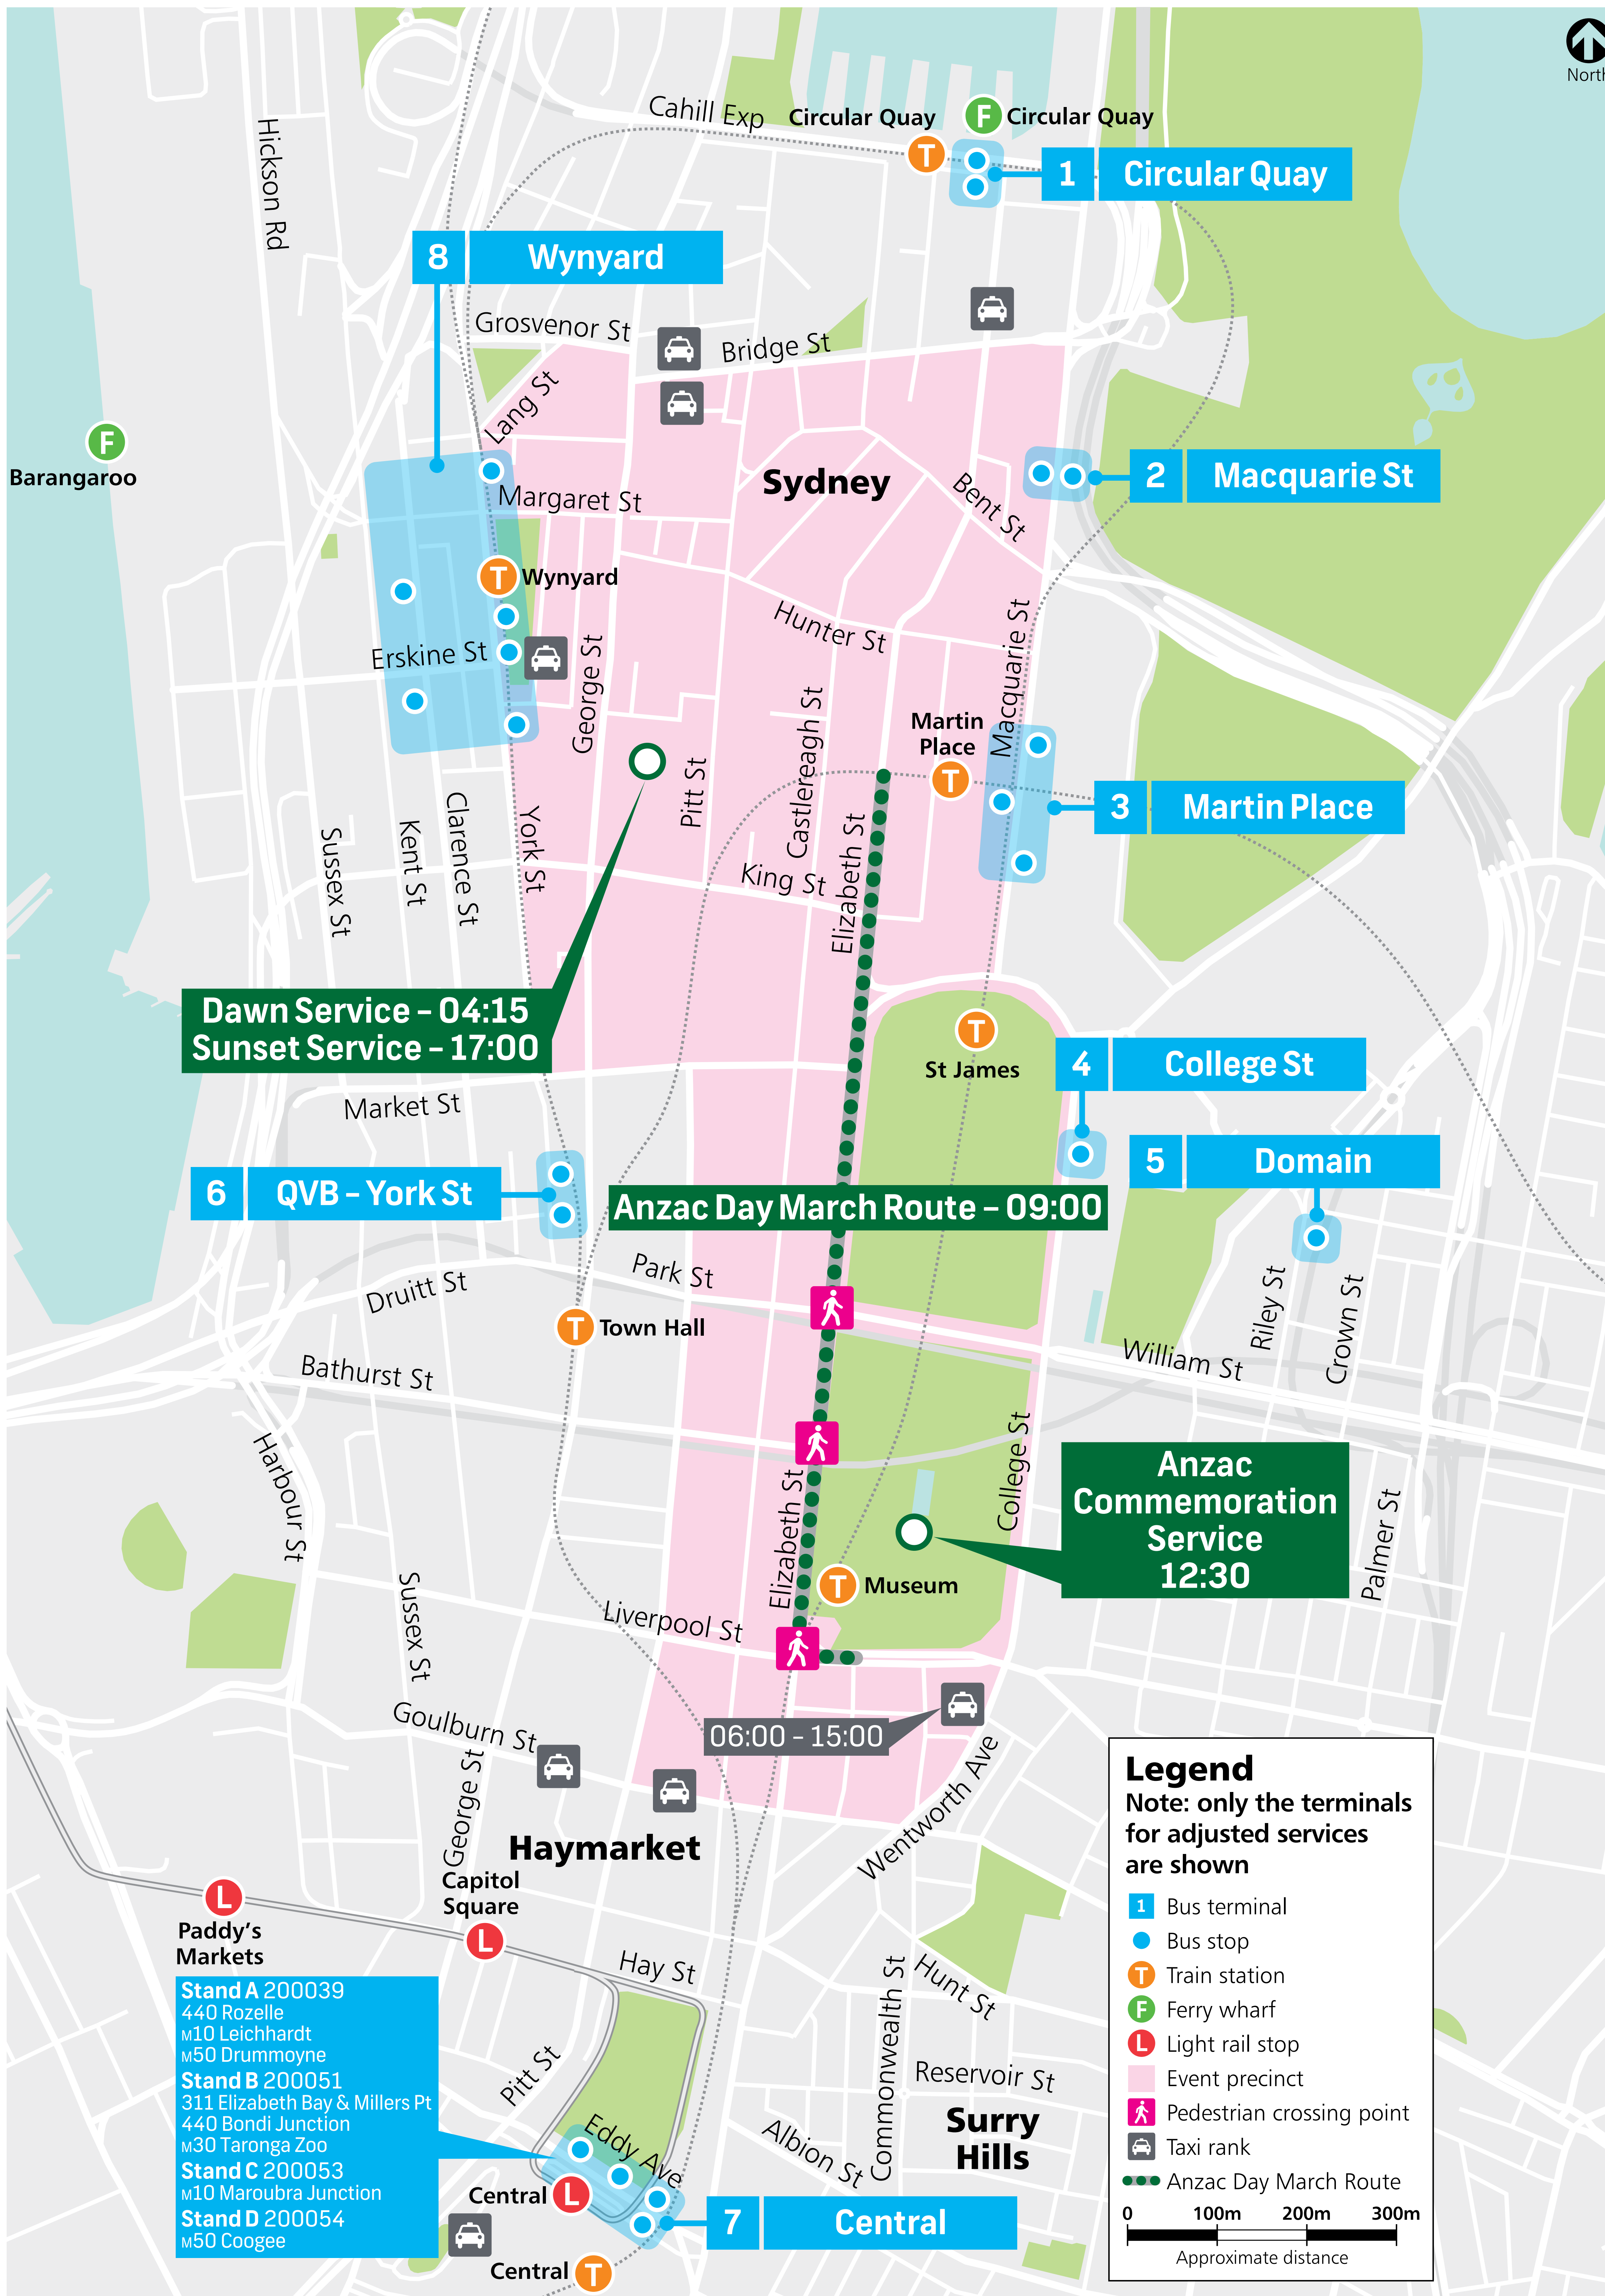 North
Hickson Rd
Cahill Exp
Circular Quay
F
Circular Quay
T
1 Circular Quay
8 Wynyard
Grosvenor St
Bridge St
Lang St
F
Barangaroo
Sydney
Margaret St
Bent St
2 Macquarie St
T Wynyard
Hunter St
Erskine St
George St
Macquarie St
Castlereagh St
Martin
Place
T
Pitt St
3 Martin Place
Sussex St
Kent St
Clarence St
York St
King St
Elizabeth St
Dawn Service – 04:15
Sunset Service – 17:00
T
St James
4 College St
Market St
5 Domain
6 QVB – York St
Anzac Day March Route – 09:00
Park St
Druitt St
Riley St
Crown St
T Town Hall
William St
Bathurst St
Harbour St
College St
Elizabeth St
Anzac
Commemoration
Service
12:30
Palmer St
T Museum
Sussex St
Liverpool St
Goulburn St
06:00 – 15:00
George St
Wentworth Ave
Haymarket
Capitol
Square
L
L
Paddy's
Markets
Hay St
Hunt St
Commonwealth St
Reservoir St
Surry
Hills
Albion St
Pitt St
Eddy Ave
Stand A 200039
440 Rozelle
M10 Leichhardt
M50 Drummoyne
Stand B 200051
311 Elizabeth Bay & Millers Pt
440 Bondi Junction
M30 Taronga Zoo
Stand C 200053
M10 Maroubra Junction
Stand D 200054
M50 Coogee
Central L
7 Central
Central T
Legend
Note: only the terminals
for adjusted services
are shown
1 Bus terminal
Bus stop
T Train station
F Ferry wharf
L Light rail stop
Event precinct
Pedestrian crossing point
Taxi rank
Anzac Day March Route
0 100m 200m 300m
Approximate distance